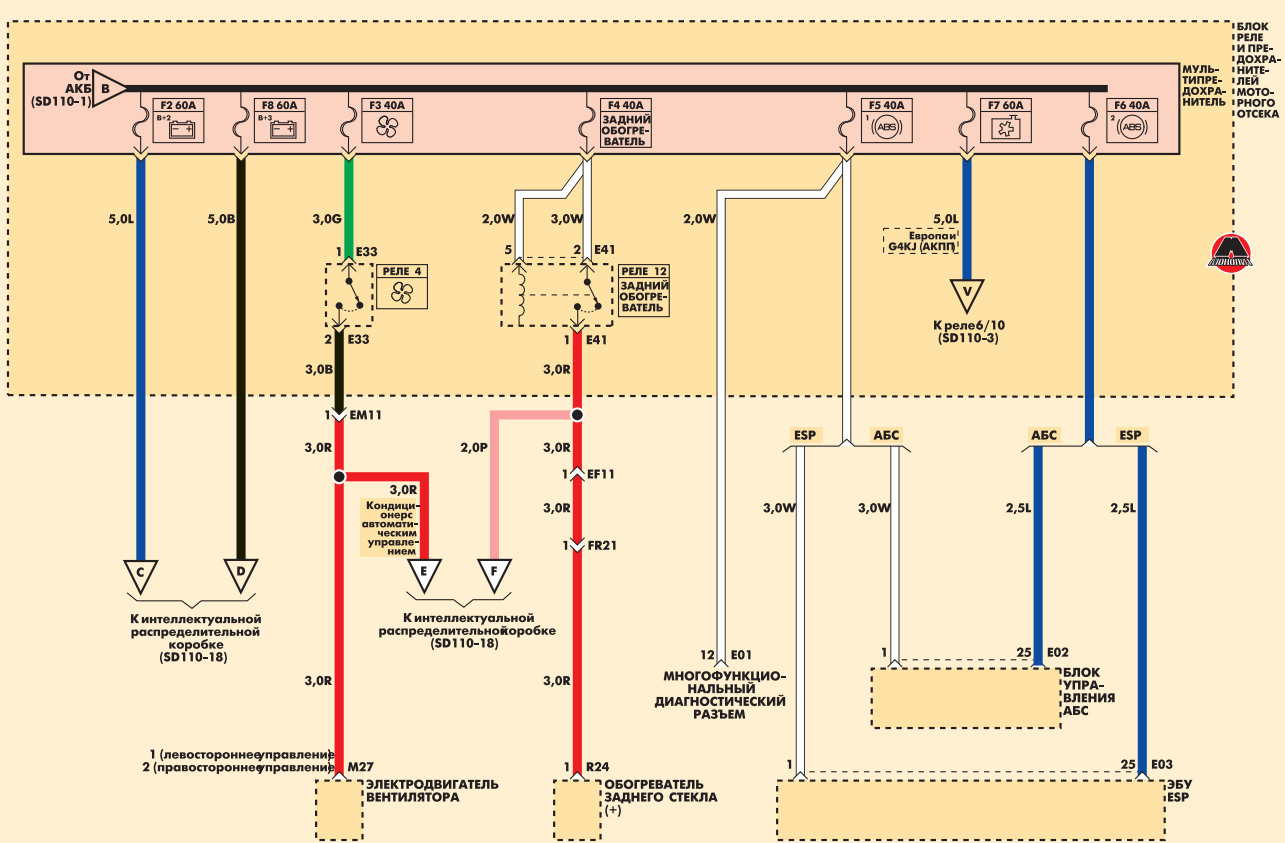 БЛОК
РЕЛЕ
И ПРЕ-
ДОХРА-
НИТЕ-
ЛЕЙ
МОТО-
РНОГО
ОТСЕКА
МУЛЬ-
ТИПРЕ-
ДОХРА-
НИТЕЛЬ
От
АКБ
(SD110-1)
B
F2 60A
B+2
F8 60A
B+3
F3 40A
F4 40A
ЗАДНИЙ
ОБОГРЕ-
ВАТЕЛЬ
F5 40A
1 (ABS)
F7 60A
F6 40A
2 (ABS)
5,0L
5,0B
3,0G
2,0W
3,0W
2,0W
5,0L
Европаи
G4KJ (АКПП)
1 E33
5
2 E41
РЕЛЕ 4
РЕЛЕ 12
ЗАДНИЙ
ОБОГРЕ-
ВАТЕЛЬ
V
К реле6/10
(SD110-3)
2 E33
1 E41
3,0B
3,0R
1 EM11
ESP
АБС
АБС
ESP
3,0R
2,0P
3,0R
1 EF11
3,0R
Кондици-
онерс
автомати-
ческим
управле-
нием
3,0R
3,0W
3,0W
2,5L
2,5L
1 FR21
C
D
E
F
К интеллектуальной
распределительной
коробке
(SD110-18)
К интеллектуальной
распределительнойкоробке
(SD110-18)
12 E01
МНОГОФУНКЦИО-
НАЛЬНЫЙ
ДИАГНОСТИЧЕСКИЙ
РАЗЪЕМ
1
25 E02
БЛОК
УПРА-
ВЛЕНИЯ
АБС
3,0R
3,0R
1 (левостороннееуправление)
2 (правостороннееуправление)
M27
1 R24
1
25 E03
ЭЛЕКТРОДВИГАТЕЛЬ
ВЕНТИЛЯТОРА
ОБОГРЕВАТЕЛЬ
ЗАДНЕГО СТЕКЛА
(+)
ЭБУ
ESP